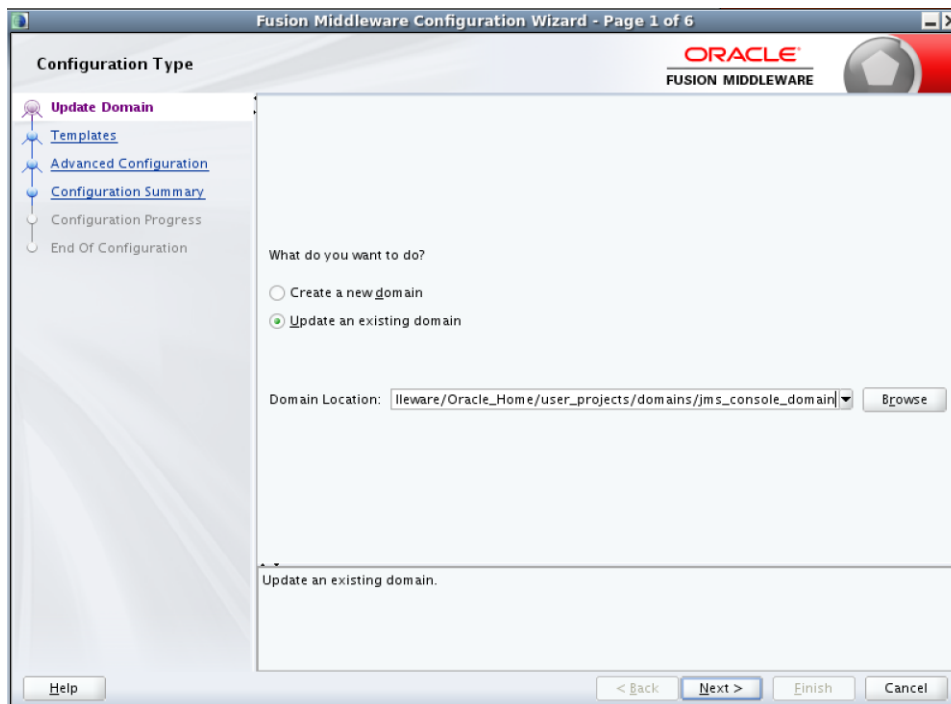 Fusion Middleware Configuration Wizard - Page 1 of 6
Configuration Type
ORACLE
FUSION MIDDLEWARE
Update Domain
Templates
Advanced Configuration
Configuration Summary
Configuration Progress
End Of Configuration
What do you want to do?
Create a new domain
Update an existing domain
Domain Location: lleware/Oracle_Home/user_projects/domains/jms_console_domain Browse
Update an existing domain.
Help < Back Next > Finish Cancel